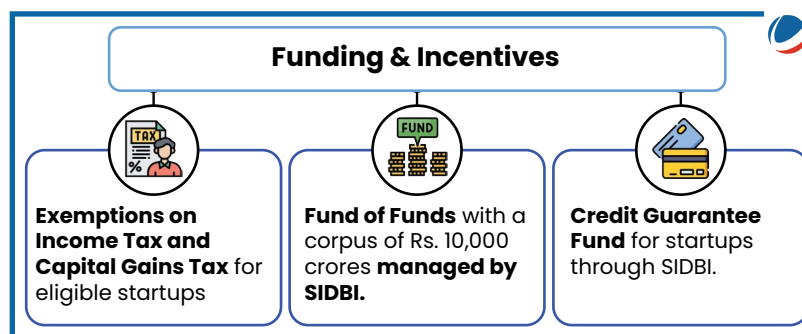 Funding & Incentives
TAX
%
FUND
Exemptions on
Income Tax and
Capital Gains Tax for
eligible startups
Fund of Funds with a
corpus of Rs. 10,000
crores managed by
SIDBI.
Credit Guarantee
Fund for startups
through SIDBI.